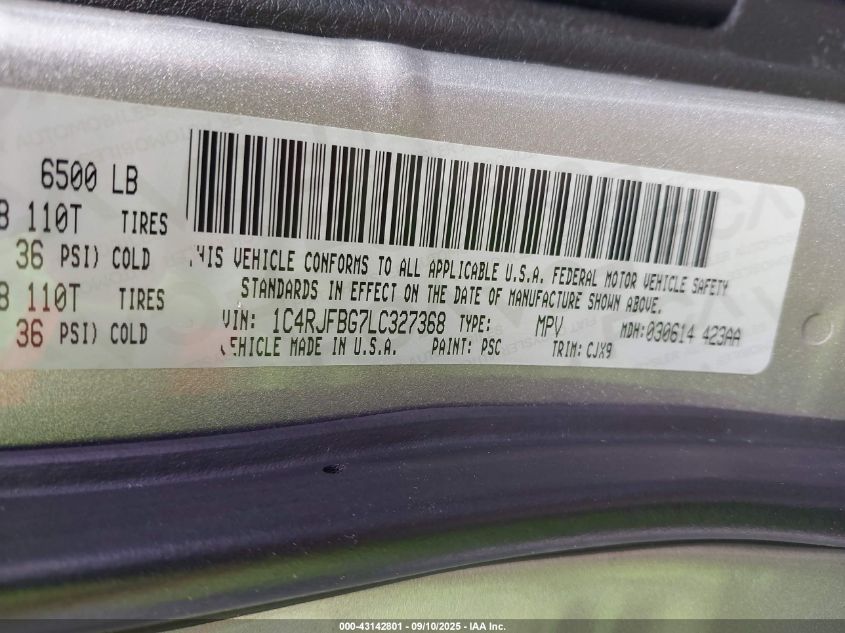 6500 LB
110T TIRES
36 PSI) COLD
110T TIRES
36 PSI) COLD
VEHICLE CONFORMS TO ALL APPLICABLE U.S.A. FEDERAL MOTOR VEHICLE SAFETY
STANDARDS IN EFFECT ON THE DATE OF MANUFACTURE SHOWN ABOVE.
VIN: 1C4RJFBG7LC327368 TYPE: MPV MDH:030614 423AA
VEHICLE MADE IN U.S.A. PAINT: PSC TRIM: CJX9
000-43142801 - 09/10/2025 - IAA Inc.